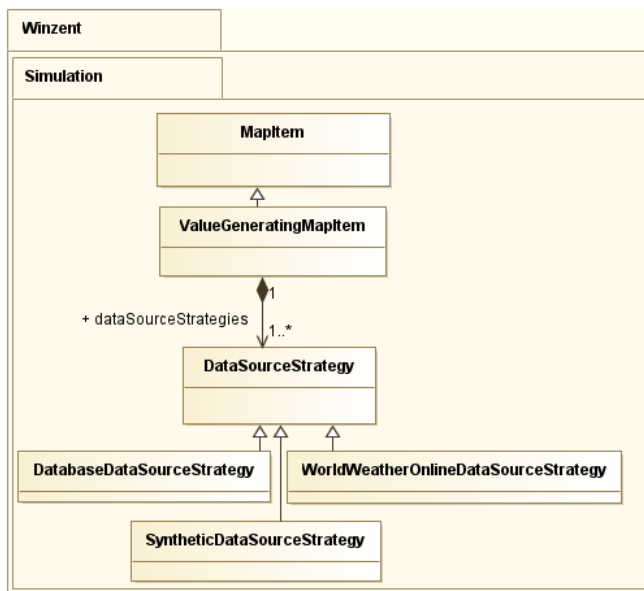 Winzent
Simulation
MapItem
ValueGeneratingMapItem
1
+ dataSourceStrategies
1..*
DataSourceStrategy
DatabaseDataSourceStrategy
WorldWeatherOnlineDataSourceStrategy
SyntheticDataSourceStrategy